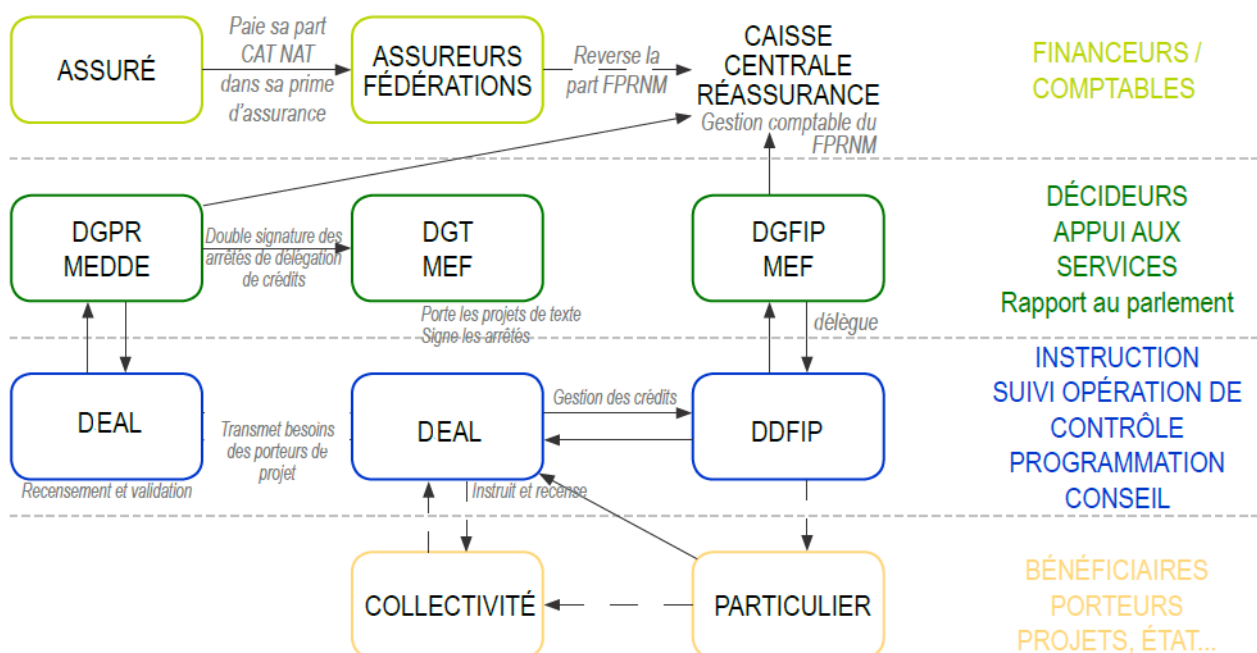 Paie sa part
CAT NAT
dans sa prime
d'assurance
ASSURÉ
ASSUREURS
FÉDÉRATIONS
Reverse la
part FPRNM
CAISSE
CENTRALE
RÉASSURANCE
Gestion comptable du
FPRNM
FINANCEURS /
COMPTABLES
DGPR
MEDDE
Double signature des
arrêtés de délégation
de crédits
DGT
MEF
Porte les projets de texte
Signe les arrêtés
DGFIP
MEF
délègue
DÉCIDEURS
APPUI AUX
SERVICES
Rapport au parlement
DEAL
Recensement et validation
Transmet besoins
des porteurs de
projet
DEAL
Instruit et recense
Gestion des crédits
DDFIP
INSTRUCTION
SUIVI OPÉRATION DE
CONTRÔLE
PROGRAMMATION
CONSEIL
COLLECTIVITÉ
PARTICULIER
BÉNÉFICIAIRES
PORTEURS
PROJETS, ÉTAT...